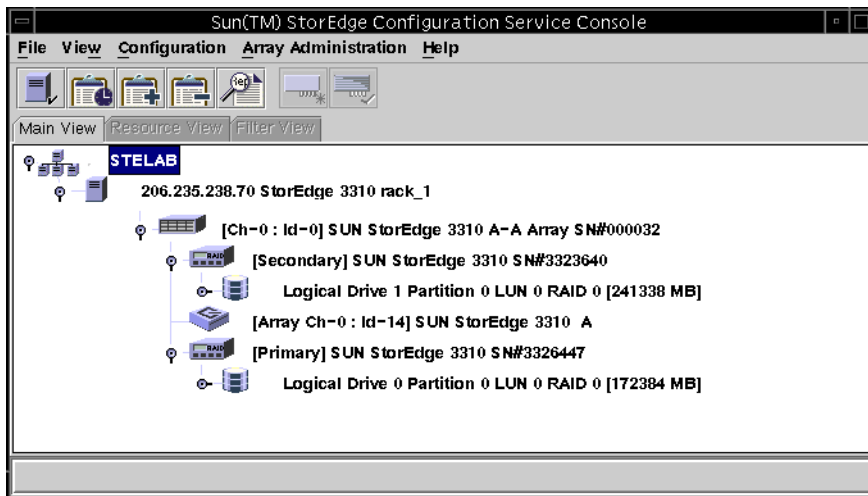 Sun(TM) StorEdge Configuration Service Console
File View Configuration Array Administration Help
Rep
Main View Resource View Filter View
STELAB
206.235.238.70 StorEdge 3310 rack_1
[Ch-0 : Id-0] SUN StorEdge 3310 A-A Array SN#000032
RAID
[Secondary] SUN StorEdge 3310 SN#3323640
Logical Drive 1 Partition 0 LUN 0 RAID 0 [241338 MB]
[Array Ch-0 : Id-14] SUN StorEdge 3310 A
RAID
[Primary] SUN StorEdge 3310 SN#3326447
Logical Drive 0 Partition 0 LUN 0 RAID 0 [172384 MB]